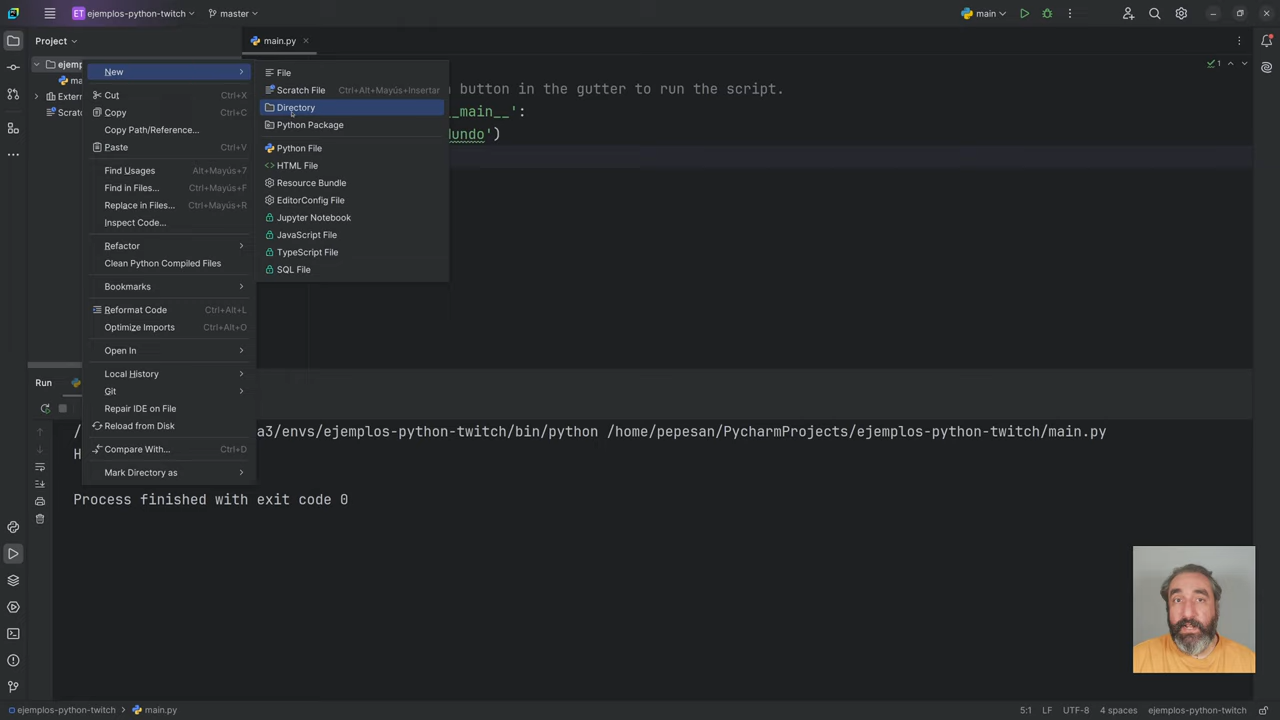 ET ejemplos-python-twitch
master
main
Project
main.py
ejemp
ma
Extern
Scratc
New
Cut Ctrl+X
Copy Ctrl+C
Copy Path/Reference...
Paste Ctrl+V
Find Usages Alt+Mayús+7
Find in Files... Ctrl+Mayús+F
Replace in Files... Ctrl+Mayús+R
Inspect Code...
Refactor
Clean Python Compiled Files
Bookmarks
Reformat Code Ctrl+Alt+L
Optimize Imports Ctrl+Alt+O
Open In
Local History
Git
Repair IDE on File
Reload from Disk
Compare With... Ctrl+D
Mark Directory as
File
Scratch File Ctrl+Alt+Mayús+Insertar
Directory
Python Package
Python File
HTML File
Resource Bundle
EditorConfig File
Jupyter Notebook
JavaScript File
TypeScript File
SQL File
button in the gutter to run the script.
__main__':
Mundo')
1
Run
/ a3/envs/ejemplos-python-twitch/bin/python /home/pepesan/PycharmProjects/ejemplos-python-twitch/main.py
H
Process finished with exit code 0
ejemplos-python-twitch
main.py
5:1 LF UTF-8 4 spaces ejemplos-python-twitch